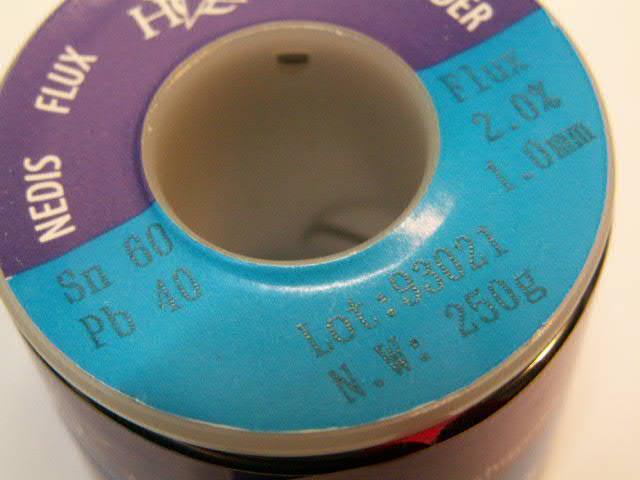 NEDIS FLUX
Flux
2.0%
1.0mm
Sn 60
Pb 40
Lot:93021
N.W: 250g